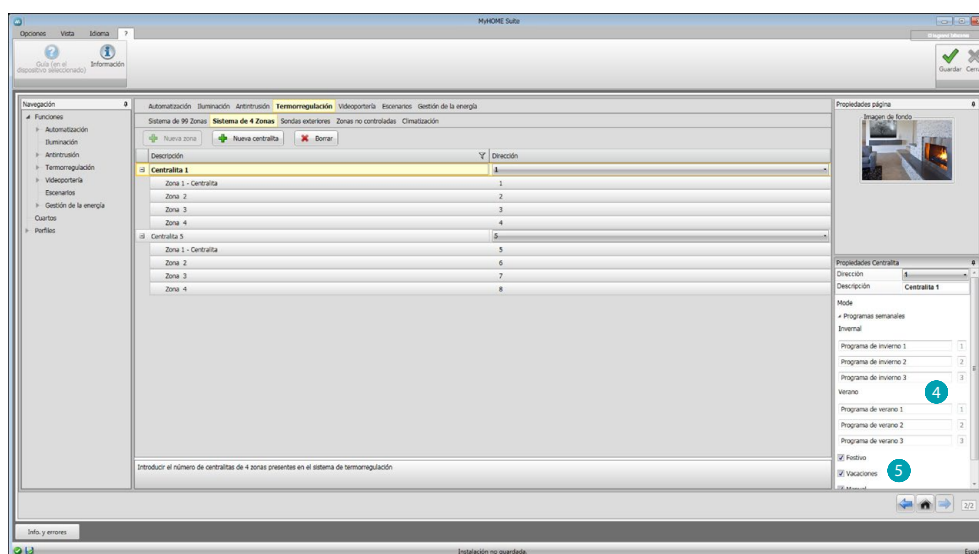 MyHOME Suite
Opciones Vista Idioma ?
Guía (en el dispositivo seleccionado)
Información
Guardar
Navegación
Funciones
Automatización
Iluminación
Antintrusión
Termorregulación
Videoportería
Escenarios
Gestión de la energía
Cuartos
Perfiles
Automatización Iluminación Antintrusión Termorregulación Videoportería Escenarios Gestión de la energía
Sistema de 99 Zonas Sistema de 4 Zonas Sondas exteriores Zonas no controladas Climatización
Nueva zona Nueva centralita Borrar
Descripción Dirección
Centralita 1 1
Zona 1 - Centralita 1
Zona 2 2
Zona 3 3
Zona 4 4
Centralita 5 5
Zona 1 - Centralita 5
Zona 2 6
Zona 3 7
Zona 4 8
Introducir el número de centralitas de 4 zonas presentes en el sistema de termorregulación
Propiedades página
Imagen de fondo
Propiedades Centralita
Dirección 1
Descripción Centralita 1
Mode
Programas semanales
Invernal
Programa de invierno 1 1
Programa de invierno 2 2
Programa de invierno 3 3
Verano
4
Programa de verano 1 1
Programa de verano 2 2
Programa de verano 3 3
Festivo
Vacaciones
5
Manual
2/2
Info. y errores
Instalación no guardada.